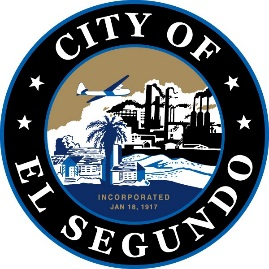 CITY OF
EL SEGUNDO
INCORPORATED
JAN 18, 1917